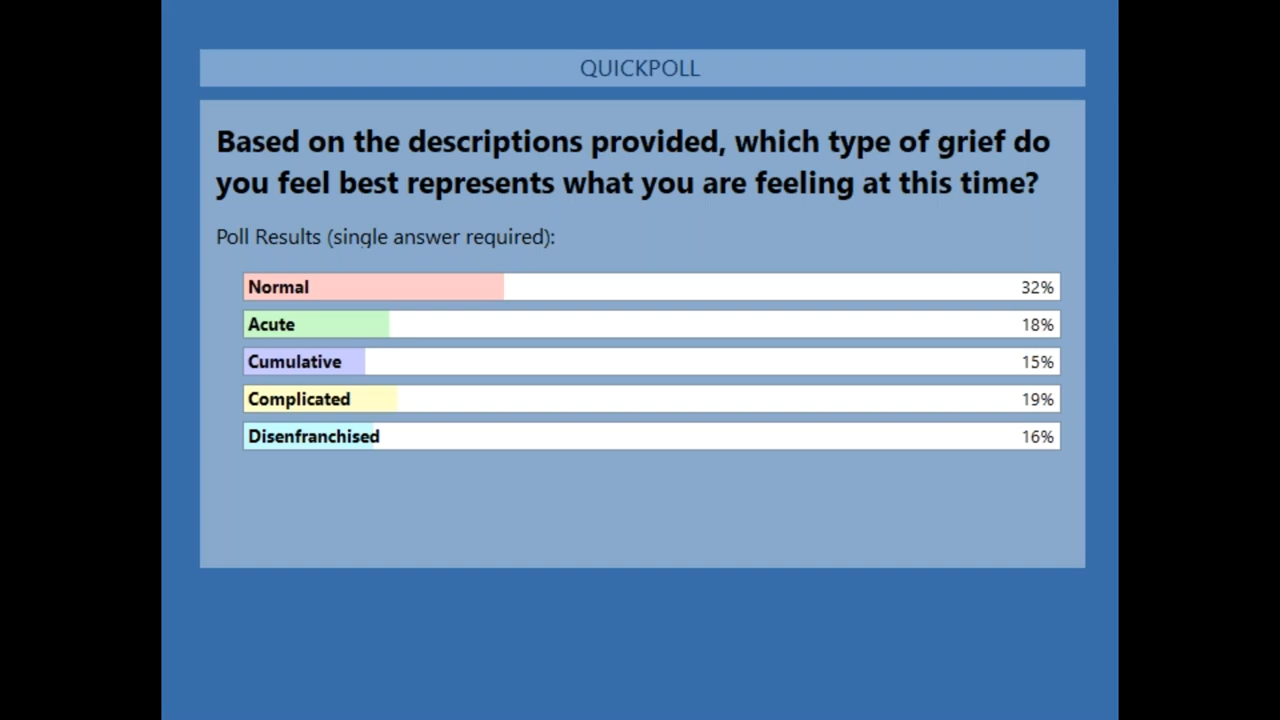 QUICKPOLL
Based on the descriptions provided, which type of grief do
you feel best represents what you are feeling at this time?
Poll Results (single answer required):
Normal 32%
Acute 18%
Cumulative 15%
Complicated 19%
Disenfranchised 16%